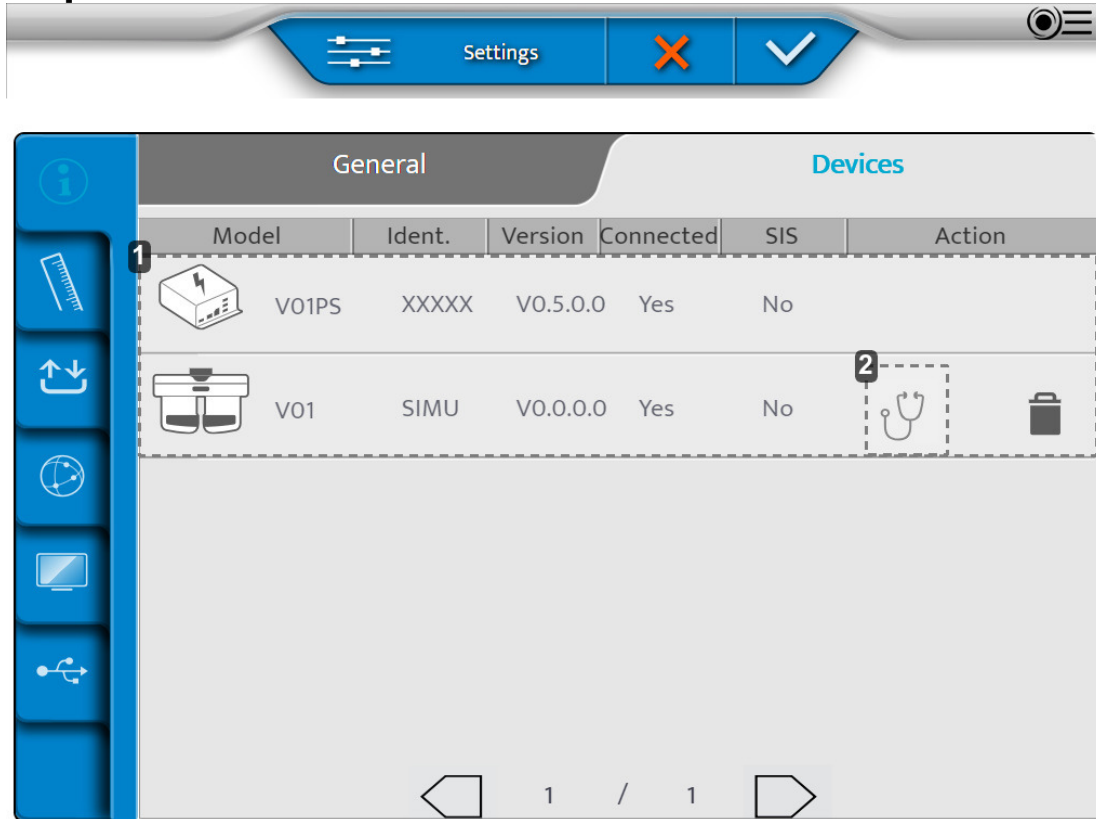 Settings
General Devices
Model Ident. Version Connected SIS Action
1
V01PS XXXXX V0.5.0.0 Yes No
2
V01 SIMU V0.0.0.0 Yes No
1 / 1